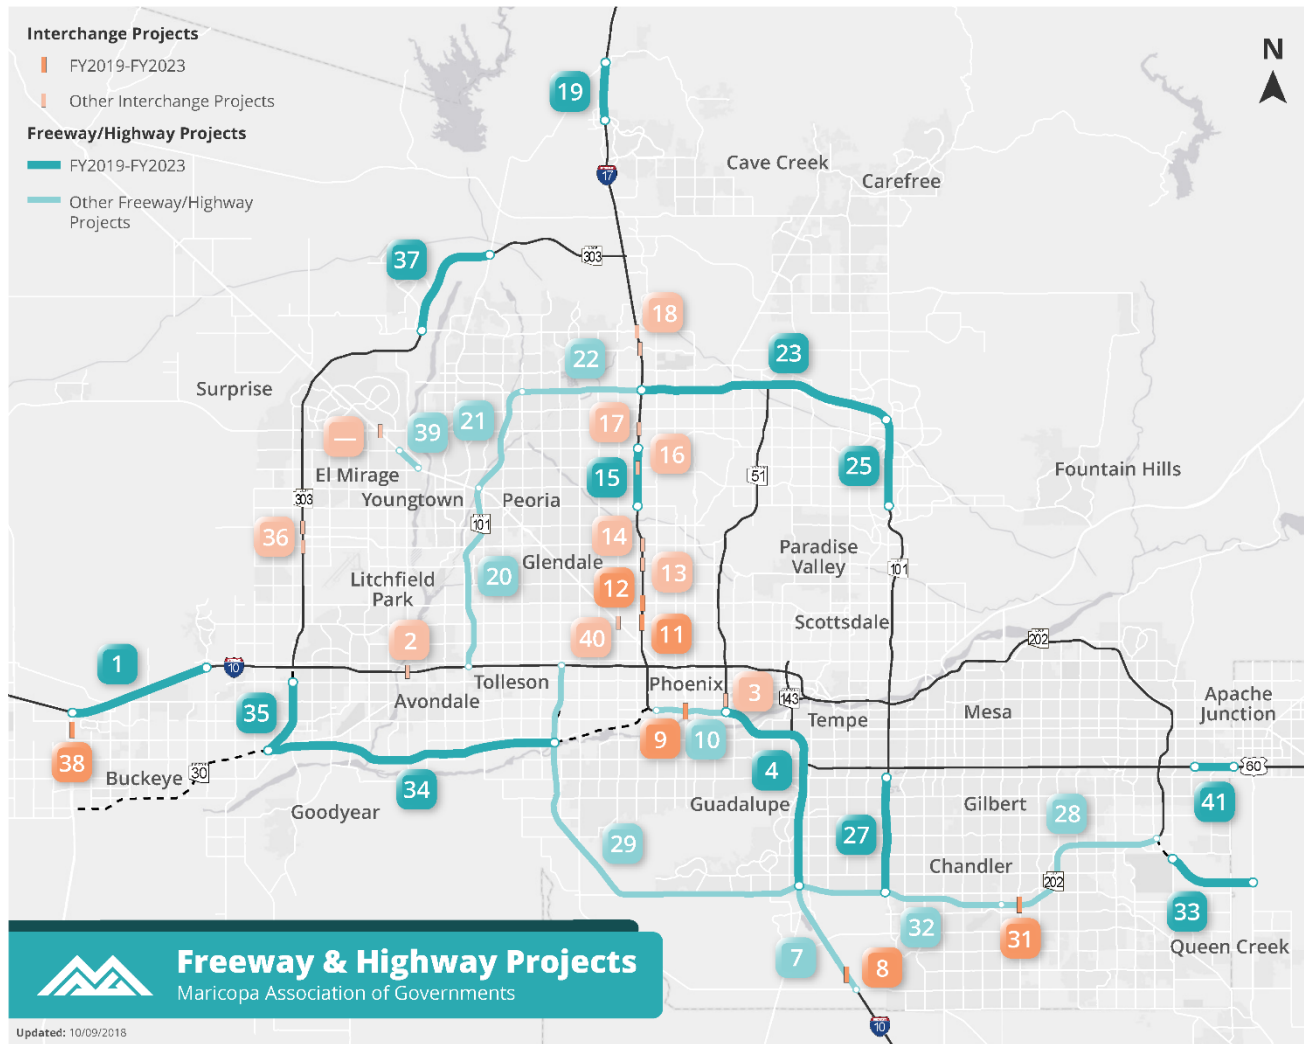 Interchange Projects
FY2019-FY2023
Other Interchange Projects
Freeway/Highway Projects
FY2019-FY2023
Other Freeway/Highway
Projects
N
19
17
Cave Creek
Carefree
37
303
18
22
23
Surprise
17
21
39
—
16
El Mirage
15
51
25
Fountain Hills
Youngtown
Peoria
303
101
36
14
Paradise
Valley
Glendale
13
101
Litchfield
Park
20
12
Scottsdale
40
11
2
202
1
10
Tolleson
Phoenix
3
Avondale
143
Apache
Junction
35
Tempe
Mesa
9
10
38
Buckeye
30
4
60
34
Goodyear
Guadalupe
Gilbert
41
28
29
27
Chandler
202
33
32
31
Queen Creek
7
8
10
Freeway & Highway Projects
Maricopa Association of Governments
Updated: 10/09/2018